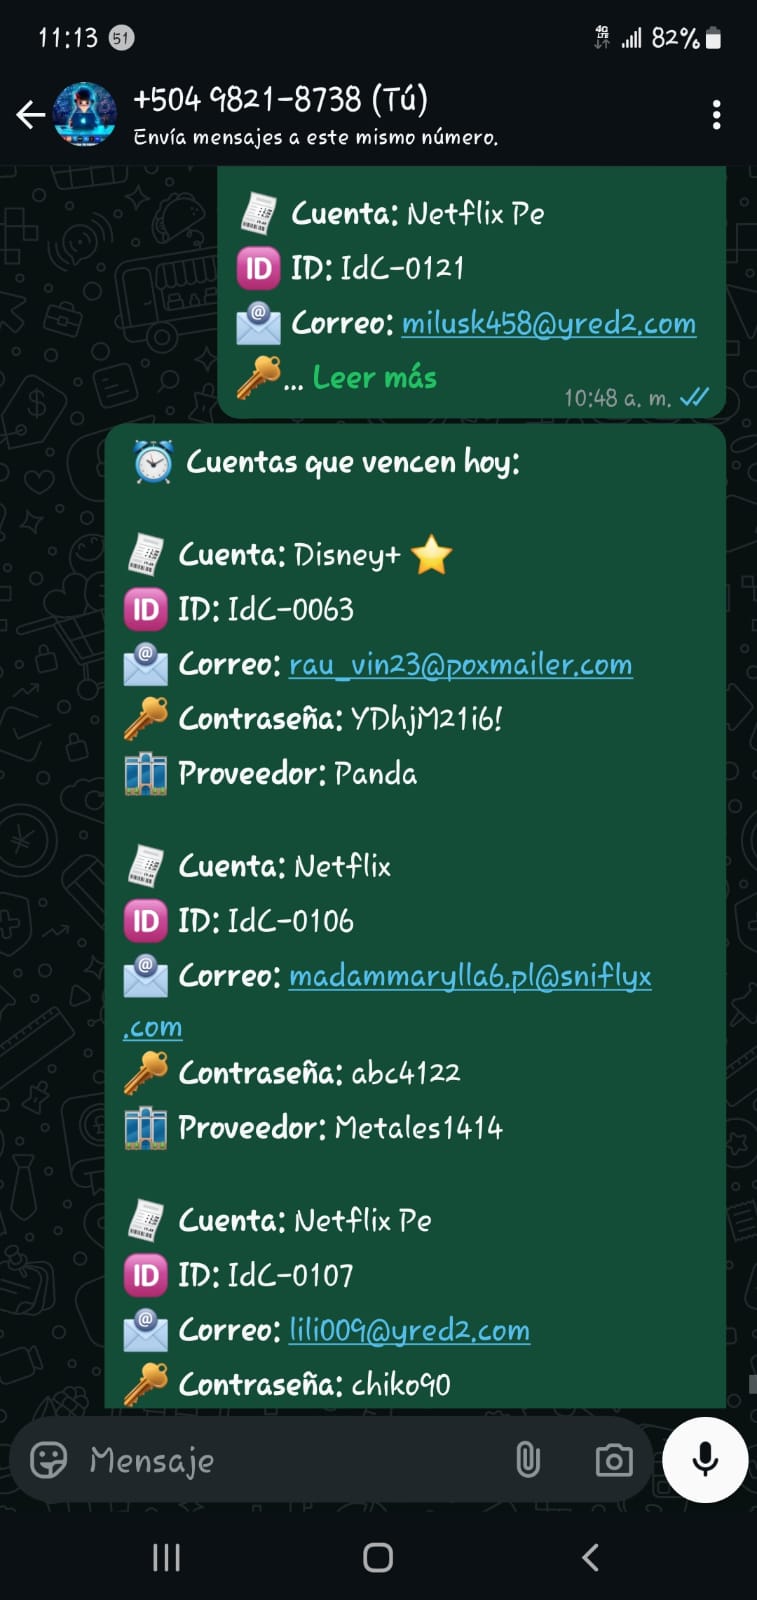 11:13 51 4G LTE 82%
+504 9821-8738 (Tú)
Envía mensajes a este mismo número.
Cuenta: Netflix Pe
ID ID: IdC-0121
Correo: milusk458@yred2.com
... Leer más
10:48 a. m.
Cuentas que vencen hoy:
Cuenta: Disney+
ID ID: IdC-0063
Correo: rau_vin23@poxmailer.com
Contraseña: YDhjM21i6!
Proveedor: Panda
Cuenta: Netflix
ID ID: IdC-0106
Correo: madammarylla6.pl@sniflyx
.com
Contraseña: abc4122
Proveedor: Metales1414
Cuenta: Netflix Pe
ID ID: IdC-0107
Correo: lili009@yred2.com
Contraseña: chiko90
Mensaje